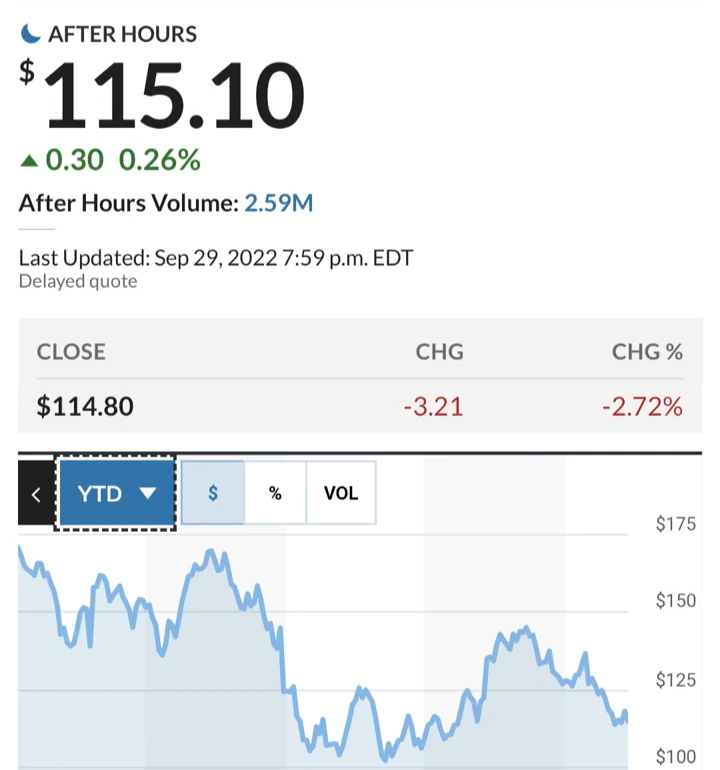 AFTER HOURS
$115.10
▲ 0.30 0.26%
After Hours Volume: 2.59M
Last Updated: Sep 29, 2022 7:59 p.m. EDT
Delayed quote
CLOSE CHG CHG %
$114.80 -3.21 -2.72%
< YTD ▼ $ % VOL
$175
$150
$125
$100